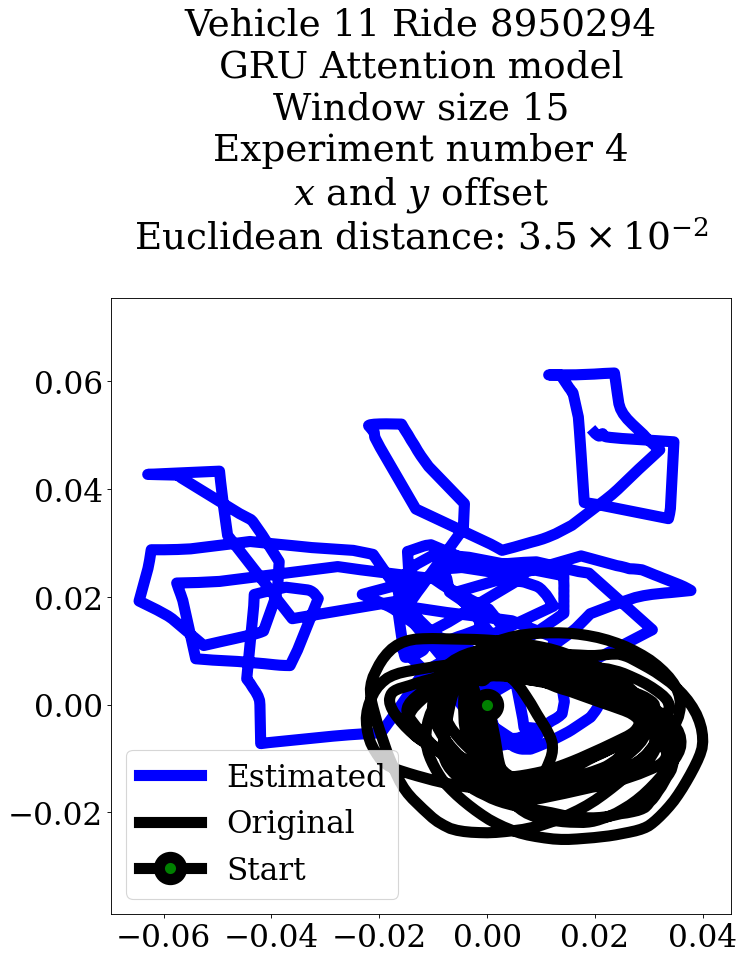 Vehicle 11 Ride 8950294
GRU Attention model
Window size 15
Experiment number 4
x and y offset
Euclidean distance: 3.5 × 10⁻²
0.06
0.04
0.02
0.00
−0.02
Estimated
Original
Start
−0.06 −0.04 −0.02 0.00 0.02 0.04